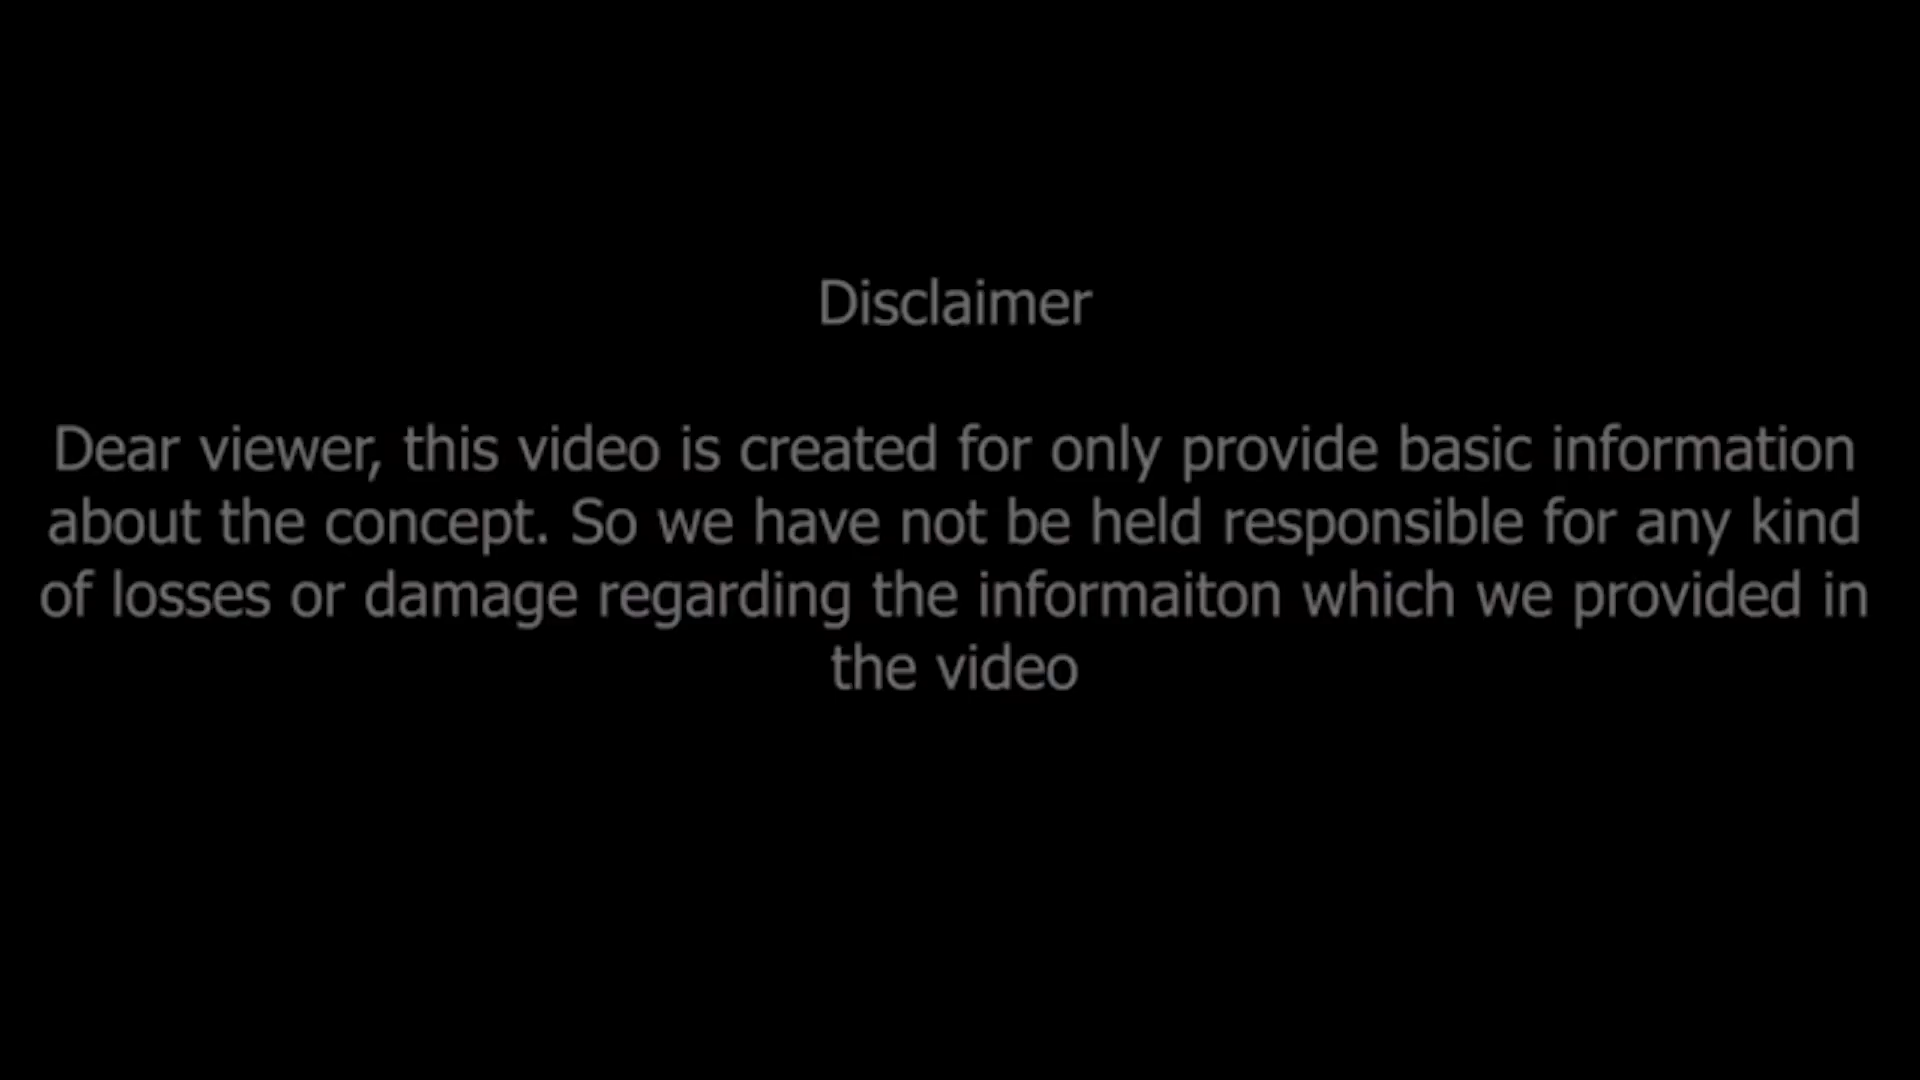 Disclaimer
Dear viewer, this video is created for only provide basic information
about the concept. So we have not be held responsible for any kind
of losses or damage regarding the informaiton which we provided in
the video